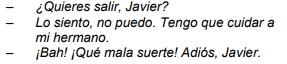 – ¿Quieres salir, Javier?
– Lo siento, no puedo. Tengo que cuidar a
mi hermano.
– ¡Bah! ¡Qué mala suerte! Adiós, Javier.